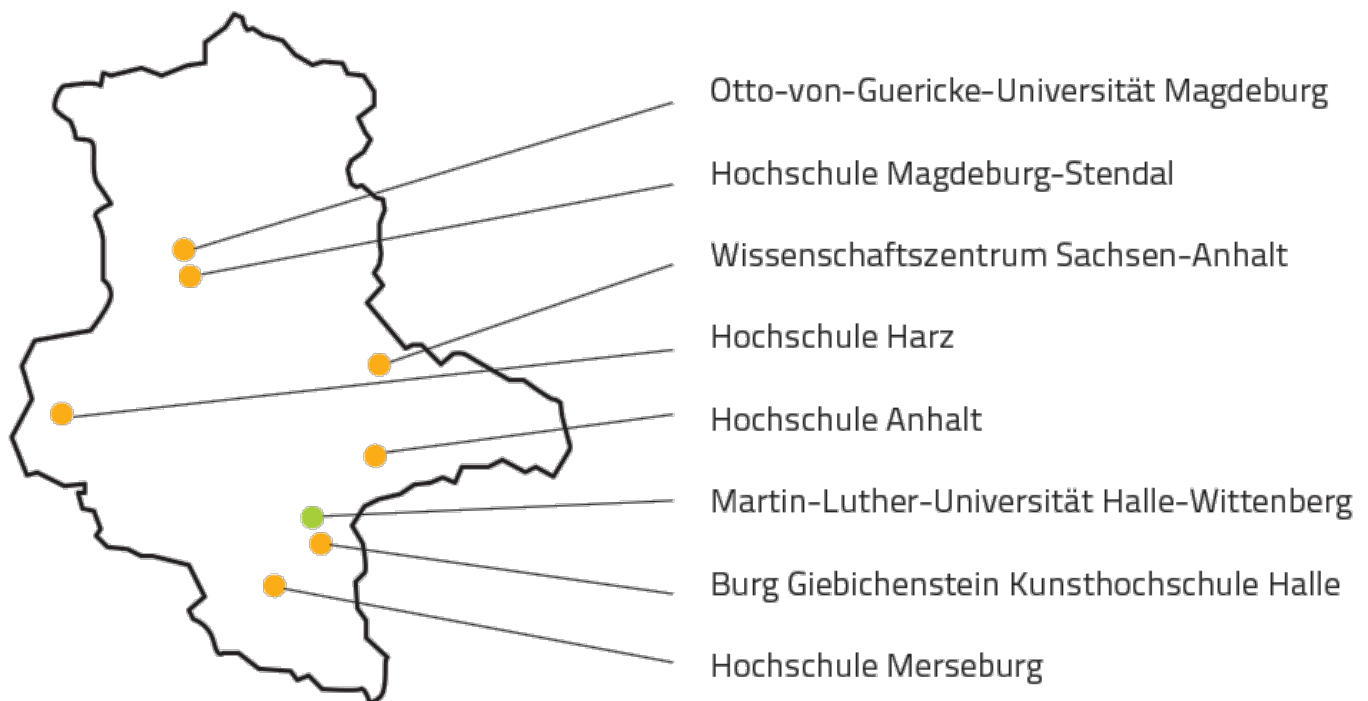 Otto-von-Guericke-Universität Magdeburg
Hochschule Magdeburg-Stendal
Wissenschaftszentrum Sachsen-Anhalt
Hochschule Harz
Hochschule Anhalt
Martin-Luther-Universität Halle-Wittenberg
Burg Giebichenstein Kunsthochschule Halle
Hochschule Merseburg